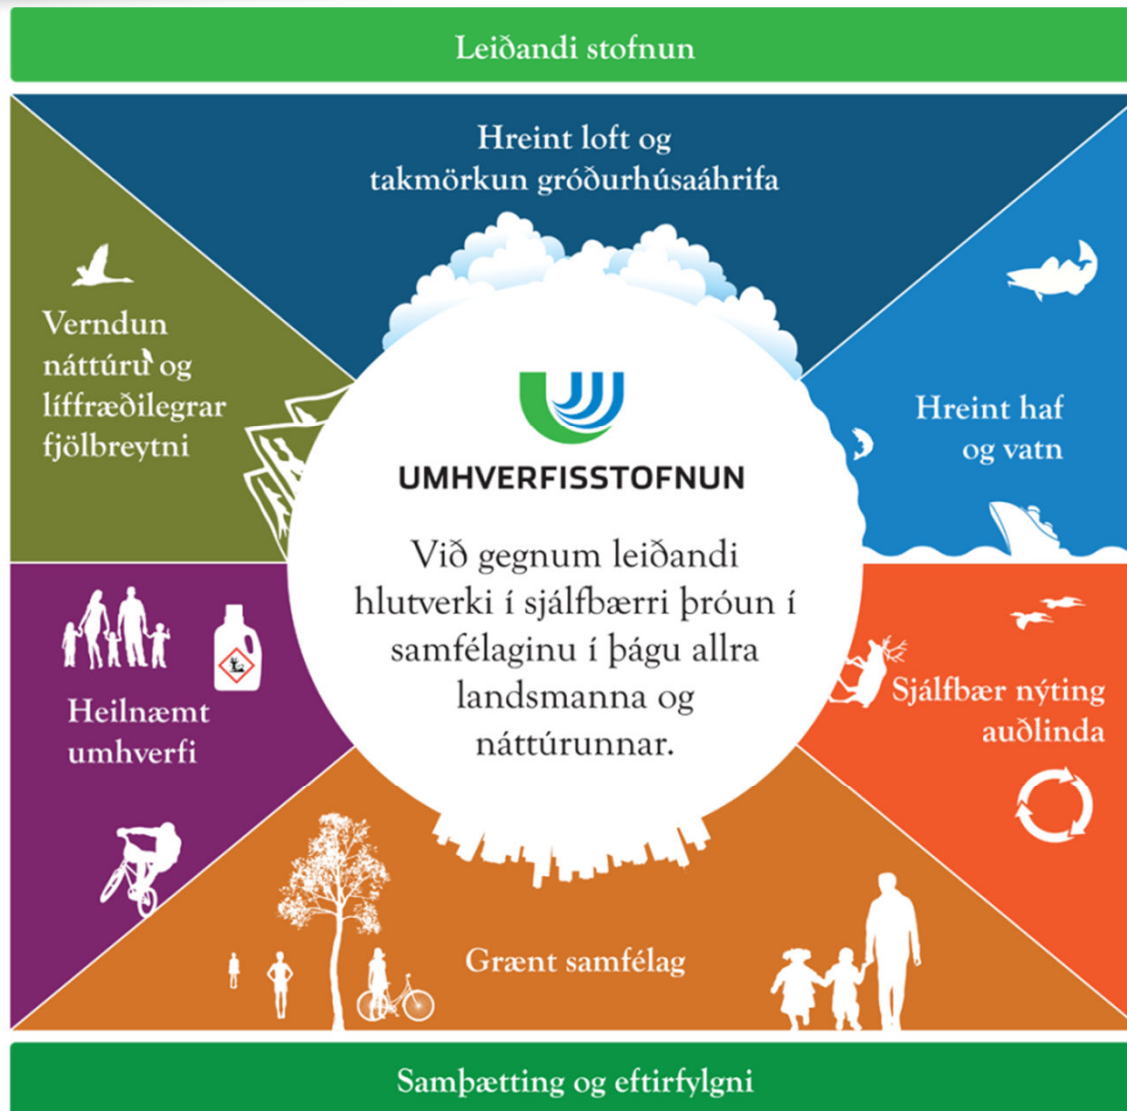 Leiðandi stofnun
Hreint loft og
takmörkun gróðurhúsaáhrifa
Verndun
náttúru og
líffræðilegrar
fjölbreytni
Hreint haf
og vatn
UMHVERFISSTOFNUN
Við gegnum leiðandi
hlutverki í sjálfbærri þróun í
samfélaginu í þágu allra
landsmanna og
náttúrunnar.
Heilnæmt
umhverfi
Sjálfbær nýting
auðlinda
Grænt samfélag
Samþætting og eftirfylgni